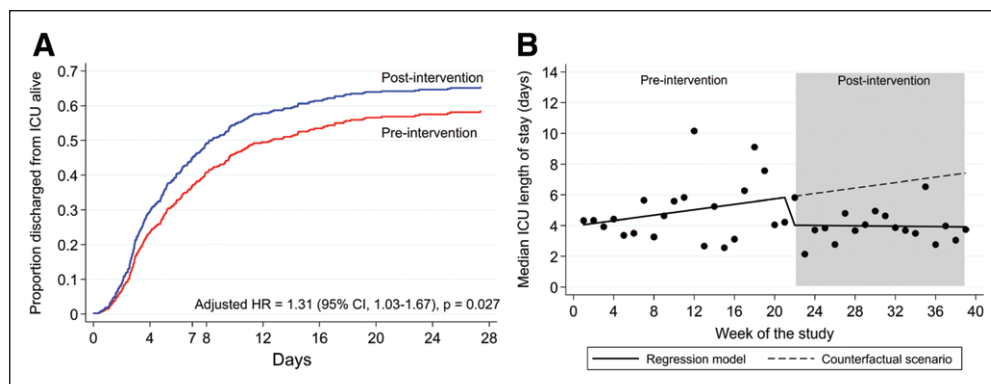 A
Proportion discharged from ICU alive
0.7
0.6
0.5
0.4
0.3
0.2
0.1
0
Post-intervention
Pre-intervention
Adjusted HR = 1.31 (95% CI, 1.03-1.67), p = 0.027
0 4 7 8 12 16 20 24 28
Days
B
Median ICU length of stay (days)
14
12
10
8
6
4
2
0
Pre-intervention Post-intervention
0 4 8 12 16 20 24 28 32 36 40
Week of the study
Regression model Counterfactual scenario